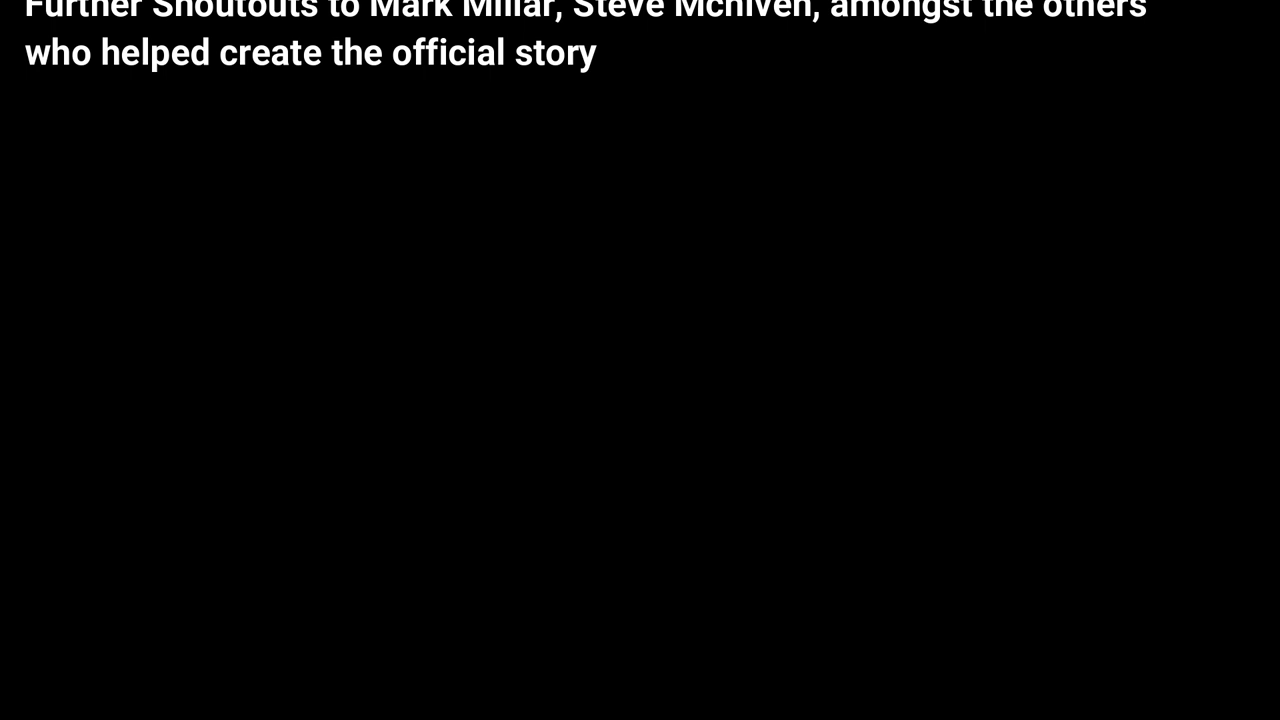 Further Shoutouts to Mark Millar, Steve Mcniven, amongst the others
who helped create the official story